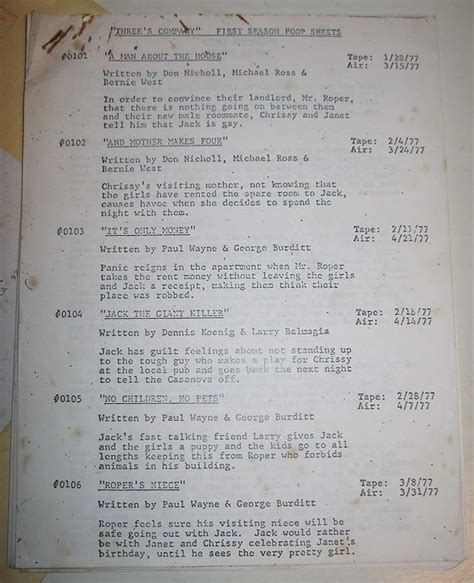 "THREE'S COMPANY" FIRST SEASON POOP SHEETS
#0101 "A MAN ABOUT THE HOUSE" Tape: 1/28/77
Air: 3/15/77
Written by Don Nicholl, Michael Ross &
Bernie West
In order to convince their landlord, Mr. Roper,
that there is nothing going on between them
and their new male roommate, Chrissy and Janet
tell him that Jack is gay.
#0102 "AND MOTHER MAKES FOUR" Tape: 2/4/77
Air: 3/24/77
Written by Don Nicholl, Michael Ross &
Bernie West
Chrissy's visiting mother, not knowing that
the girls have rented the spare room to Jack,
causes havoc when she decides to spend the
night with them.
#0103 "IT'S ONLY MONEY" Tape: 2/11/77
Air: 4/21/77
Written by Paul Wayne & George Burditt
Panic reigns in the apartment when Mr. Roper
takes the rent money without leaving the girls
and Jack a receipt, making them think their
place was robbed.
#0104 "JACK THE GIANT KILLER" Tape: 2/18/77
Air: 4/14/77
Written by Dennis Koenig & Larry Balmagia
Jack has guilt feelings about not standing up
to the tough guy who makes a play for Chrissy
at the local pub and goes back the next night
to tell the Casanova off.
#0105 "NO CHILDREN, NO PETS" Tape: 2/28/77
Air: 4/7/77
Written by Paul Wayne & George Burditt
Jack's fast talking friend Larry gives Jack
and the girls a puppy and the kids go to all
lengths keeping this from Roper who forbids
animals in his building.
#0106 "ROPER'S NIECE" Tape: 3/8/77
Air: 3/31/77
Written by Paul Wayne & George Burditt
Roper feels sure his visiting niece will be
safe going out with Jack. Jack would rather
be with Janet and Chrissy celebrating Janet's
birthday, until he sees the very pretty girl.